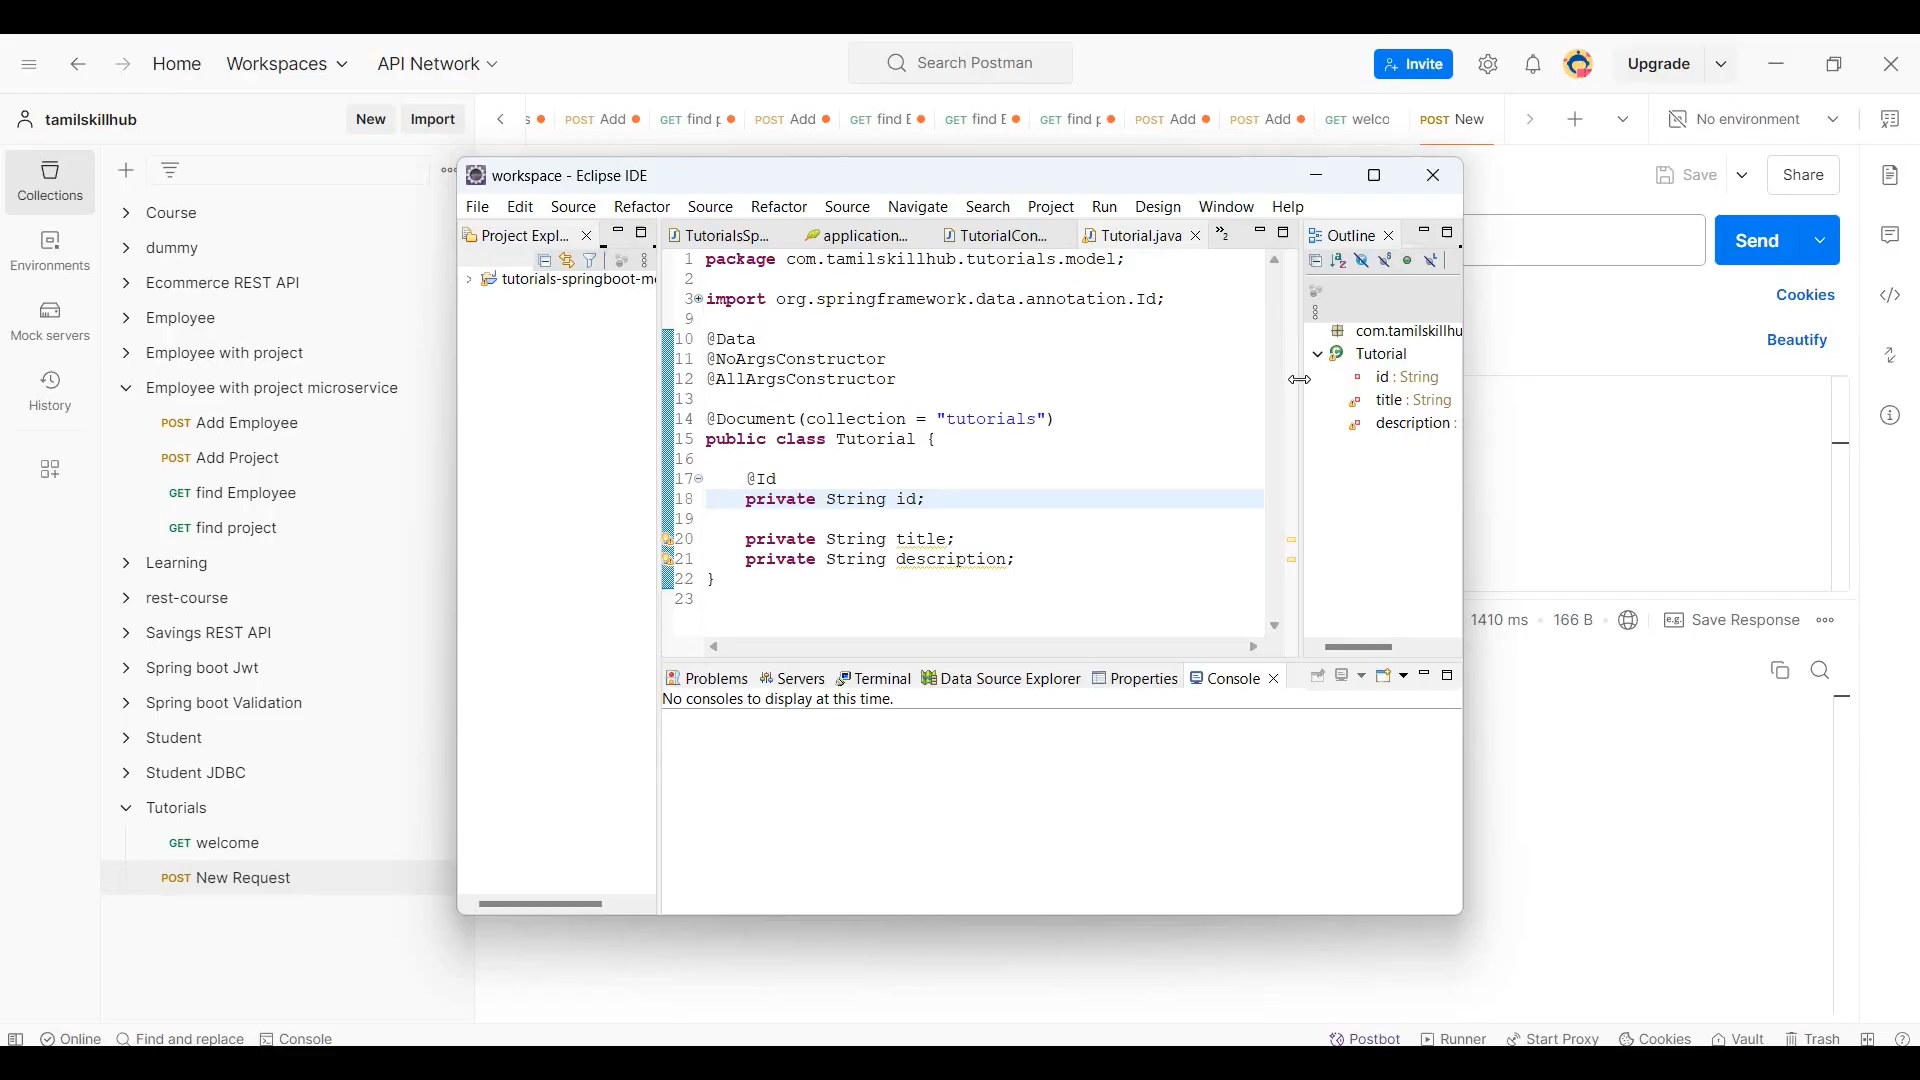 Home
Workspaces
API Network
Search Postman
Invite
Upgrade
tamilskillhub
New
Import
POST Add
GET find p
POST Add
GET find E
GET find E
GET find p
POST Add
POST Add
GET welco
POST New
No environment
Collections
Environments
Mock servers
History
Course
dummy
Ecommerce REST API
Employee
Employee with project
Employee with project microservice
POST Add Employee
POST Add Project
GET find Employee
GET find project
Learning
rest-course
Savings REST API
Spring boot Jwt
Spring boot Validation
Student
Student JDBC
Tutorials
GET welcome
POST New Request
workspace - Eclipse IDE
File Edit Source Refactor Source Refactor Source Navigate Search Project Run Design Window Help
Project Expl...
tutorials-springboot-m
TutorialsSp...
application...
TutorialCon...
Tutorial.java
2
1 package com.tamilskillhub.tutorials.model;
2
3 import org.springframework.data.annotation.Id;
9
10 @Data
11 @NoArgsConstructor
12 @AllArgsConstructor
13
14 @Document(collection = "tutorials")
15 public class Tutorial {
16
17 @Id
18 private String id;
19
20 private String title;
21 private String description;
22 }
23
Outline
com.tamilskillhu
Tutorial
id : String
title : String
description :
Problems
Servers
Terminal
Data Source Explorer
Properties
Console
No consoles to display at this time.
Save
Share
Send
Cookies
Beautify
1410 ms
166 B
e.g.
Save Response
Online
Find and replace
Console
Postbot
Runner
Start Proxy
Cookies
Vault
Trash